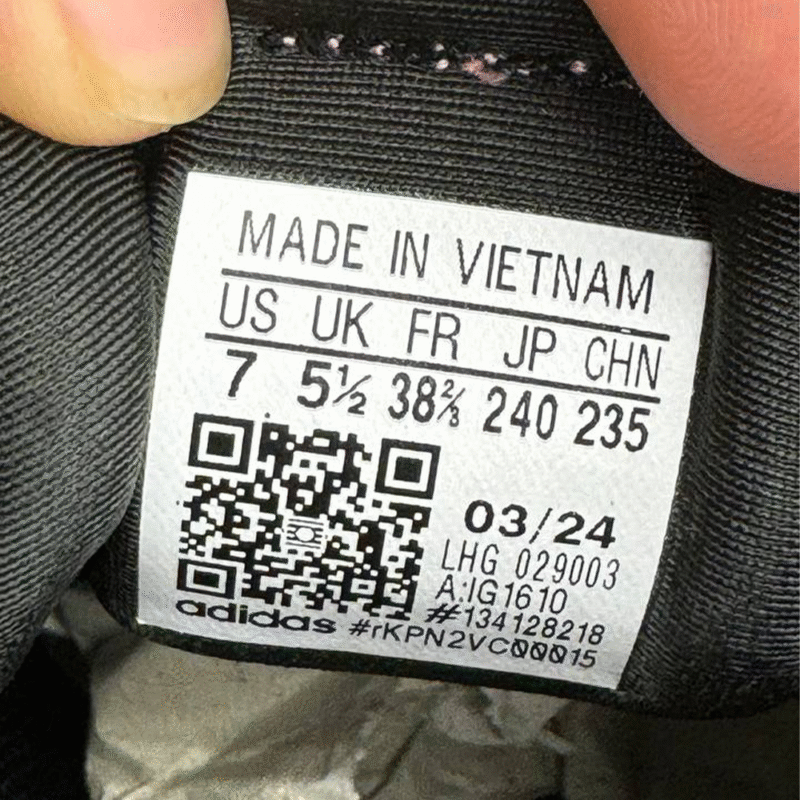 MADE IN VIETNAM
US UK FR JP CHN
7 5½ 38⅔ 240 235
03/24
LHG 029003
A:IG1610
#134128218
adidas #rKPN2VC00015